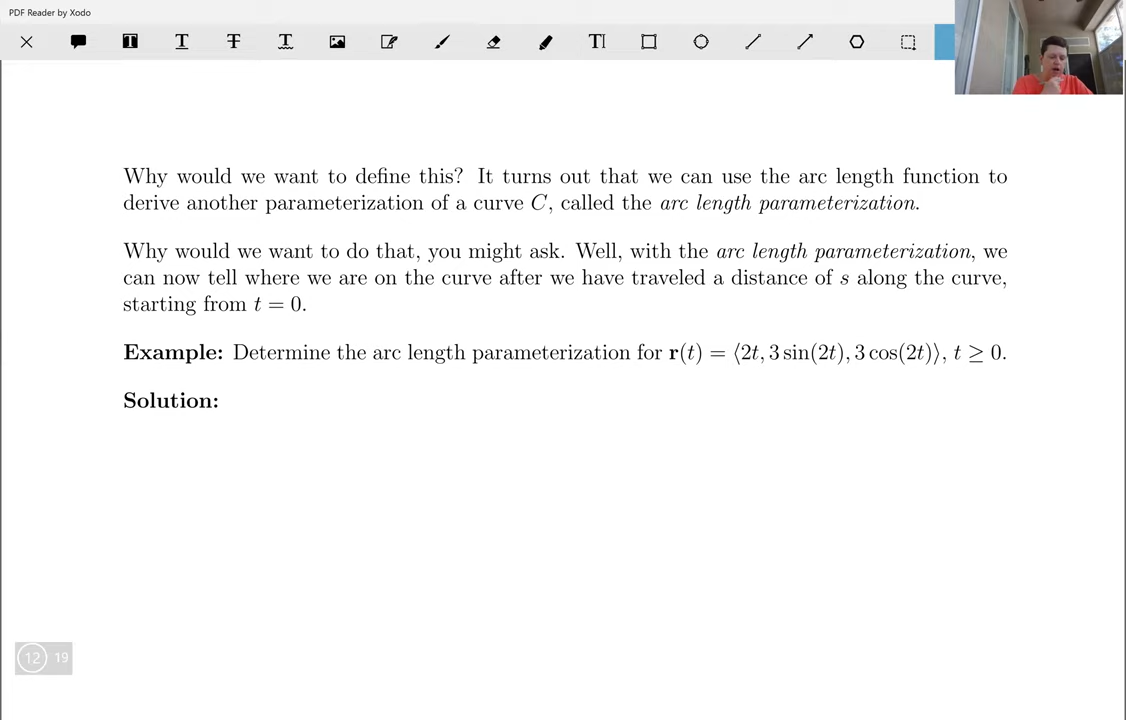 PDF Reader by Xodo
T T T T TI
Why would we want to define this? It turns out that we can use the arc length function to
derive another parameterization of a curve C, called the arc length parameterization.
Why would we want to do that, you might ask. Well, with the arc length parameterization, we
can now tell where we are on the curve after we have traveled a distance of s along the curve,
starting from t = 0.
Example: Determine the arc length parameterization for r(t) = ⟨2t, 3 sin(2t), 3 cos(2t)⟩, t ≥ 0.
Solution:
12 19